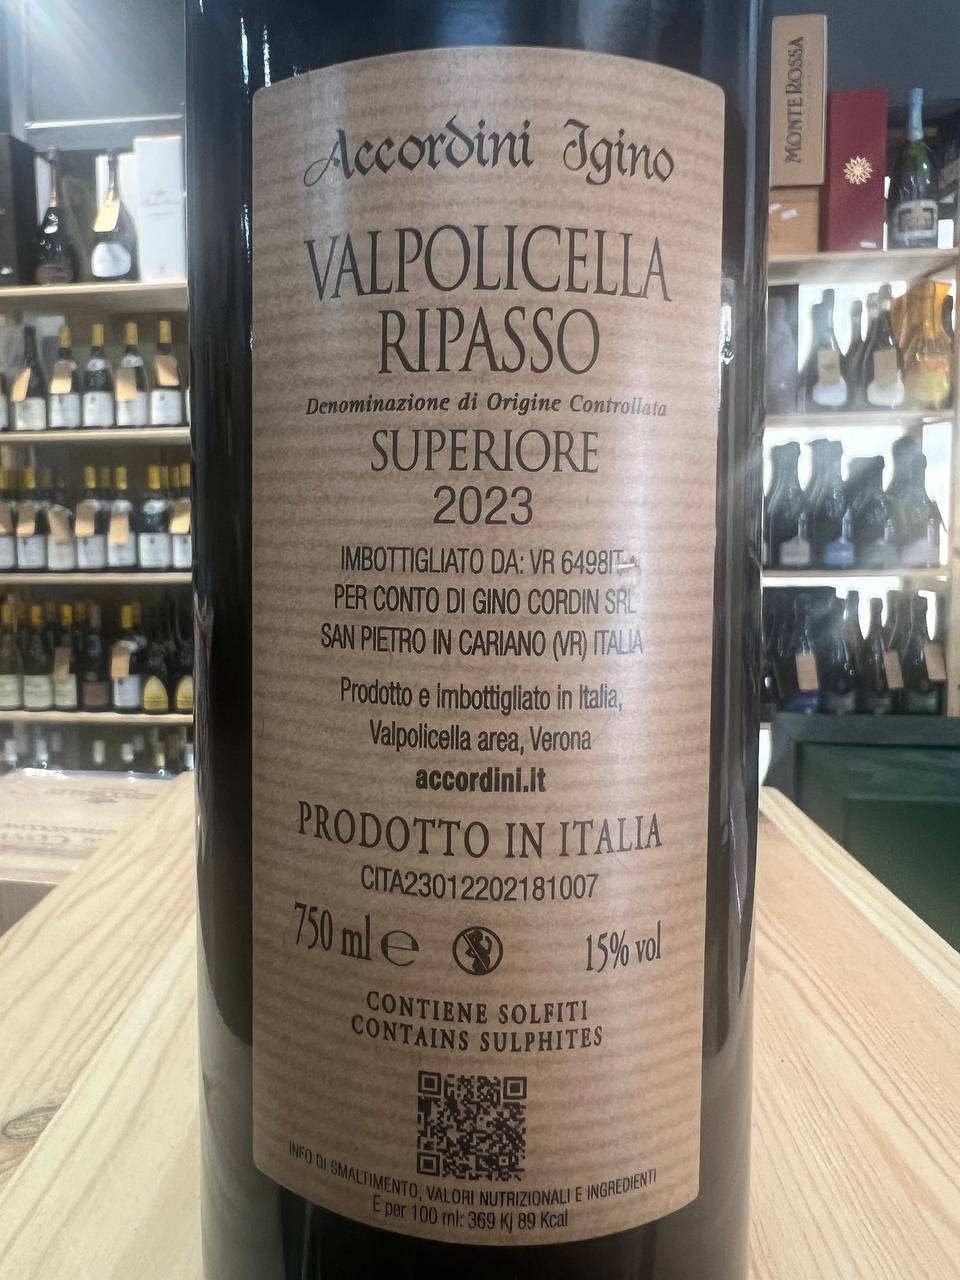 Accordini Igino
VALPOLICELLA
RIPASSO
Denominazione di Origine Controllata
SUPERIORE
2023
IMBOTTIGLIATO DA: VR 6498IT
PER CONTO DI GINO CORDIN SRL
SAN PIETRO IN CARIANO (VR) ITALIA
Prodotto e imbottigliato in Italia,
Valpolicella area, Verona
accordini.it
PRODOTTO IN ITALIA
CITA23012202181007
750 ml e 15% vol
CONTIENE SOLFITI
CONTAINS SULPHITES
INFO DI SMALTIMENTO, VALORI NUTRIZIONALI E INGREDIENTI
E per 100 ml: 369 Kj 89 Kcal
MONTE ROSSA